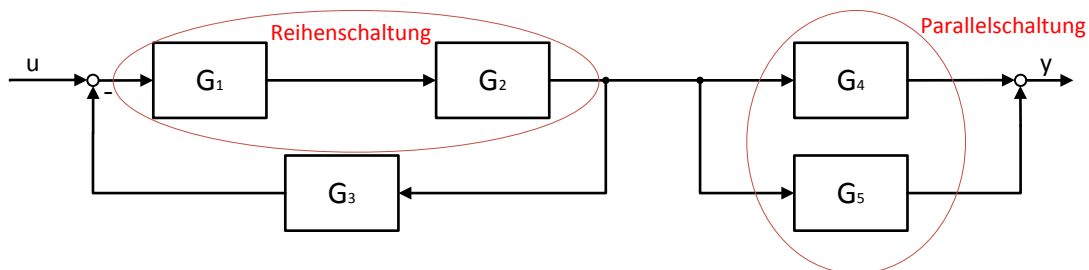 Reihenschaltung
Parallelschaltung
u
G₁
G₂
G₄
y
-
G₃
G₅